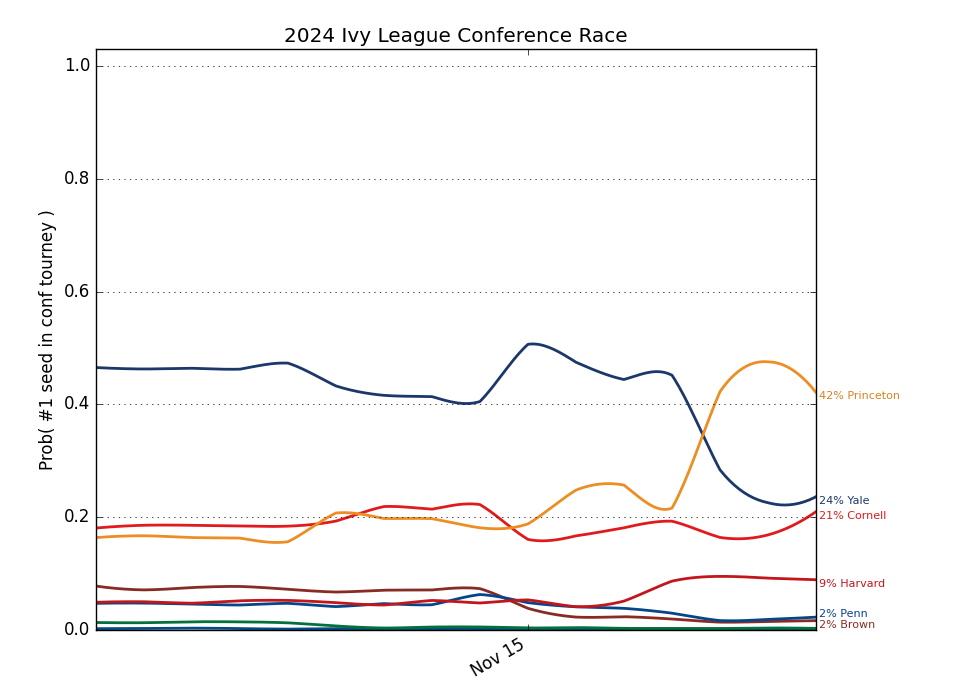 2024 Ivy League Conference Race
Prob( #1 seed in conf tourney )
1.0
0.8
0.6
0.4
0.2
0.0
Nov 15
42% Princeton
24% Yale
21% Cornell
9% Harvard
2% Penn
2% Brown